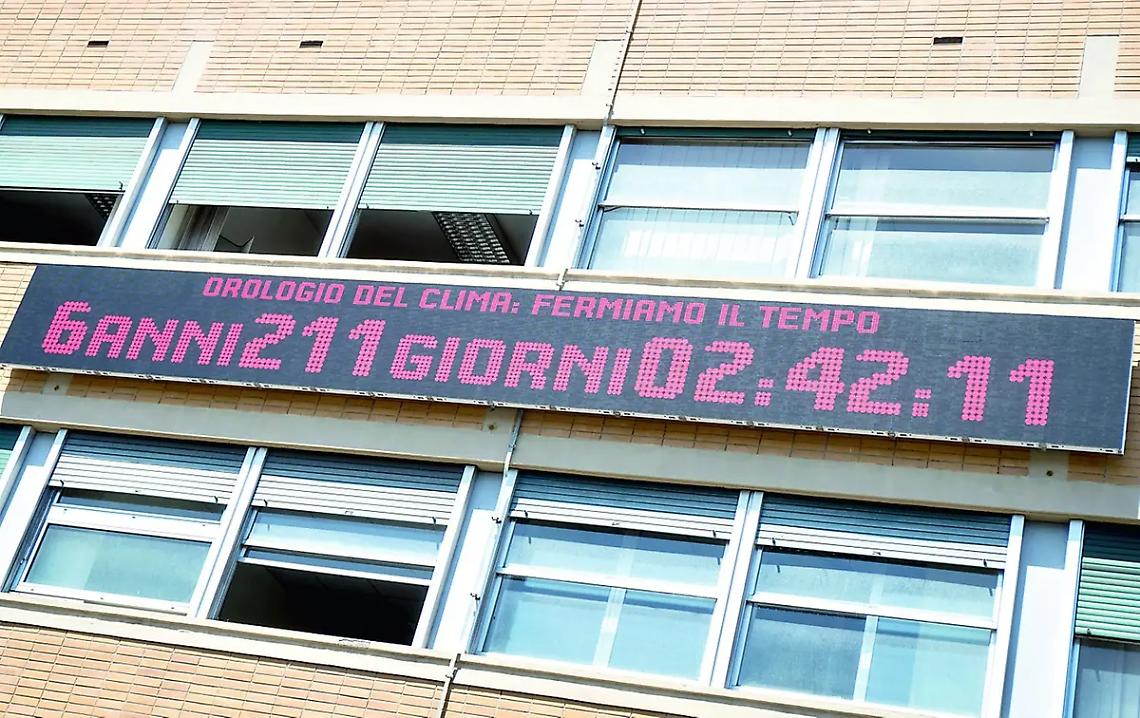 OROLOGIO DEL CLIMA: FERMIAMO IL TEMPO
6ANNI211GIORNI02:42:11